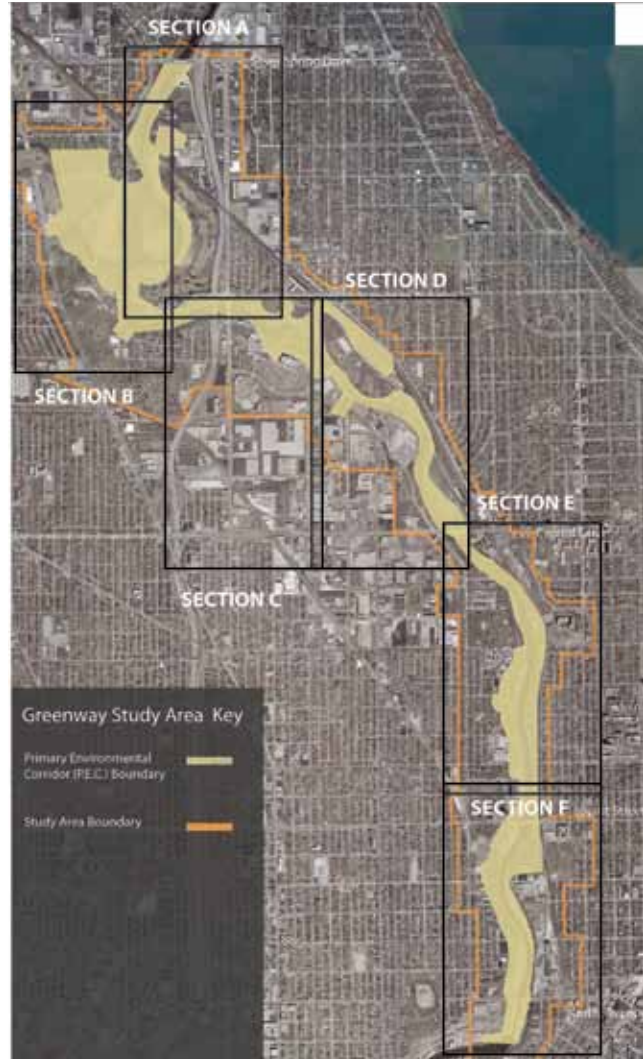 SECTION A
SECTION D
SECTION B
SECTION E
SECTION C
Greenway Study Area Key
Primary Environmental
Corridor (P.E.C.) Boundary
Study Area Boundary
SECTION F